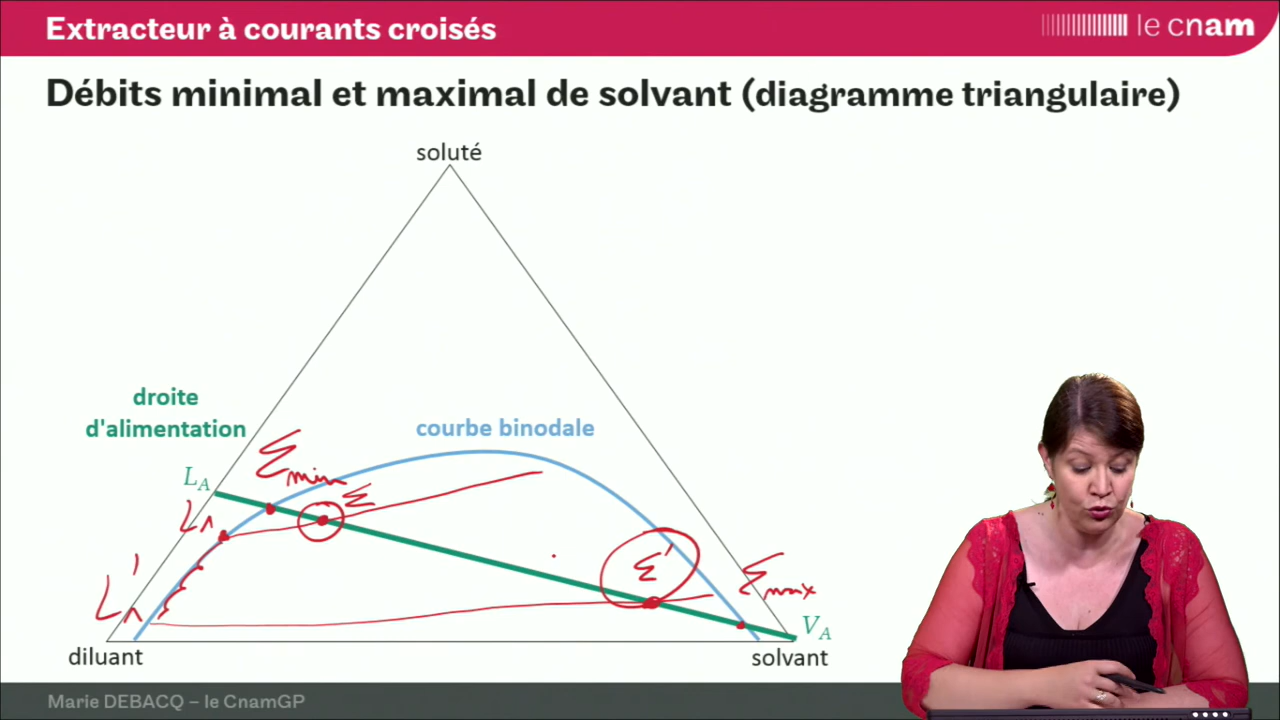 Extracteur à courants croisés
le cnam
Débits minimal et maximal de solvant (diagramme triangulaire)
soluté
droite
d'alimentation
courbe binodale
Σmin
L_A
Σ
L1
Σ'
Σmax
L1'
V_A
diluant
solvant
Marie DEBACQ – le CnamGP